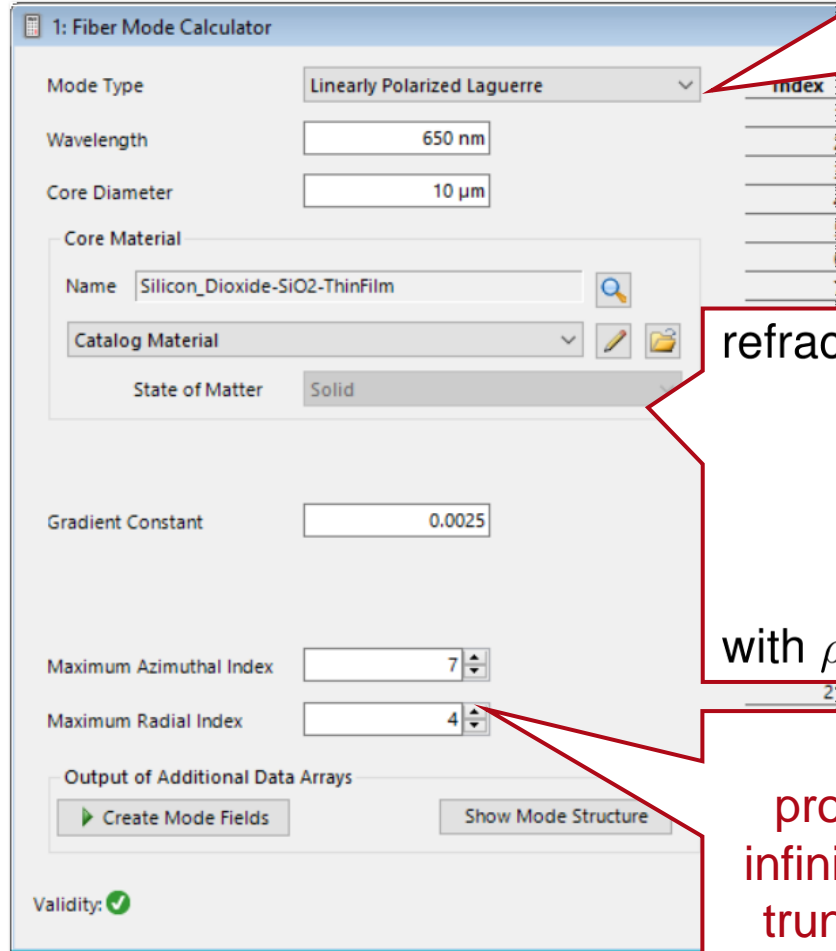 1: Fiber Mode Calculator
Mode Type Linearly Polarized Laguerre
Index
Wavelength 650 nm
Core Diameter 10 µm
Core Material
Name Silicon_Dioxide-SiO2-ThinFilm
Catalog Material
State of Matter Solid
refrac
Gradient Constant 0.0025
with ρ
Maximum Azimuthal Index 7
Maximum Radial Index 4
Output of Additional Data Arrays
Create Mode Fields Show Mode Structure
pro
infini
trun
Validity: